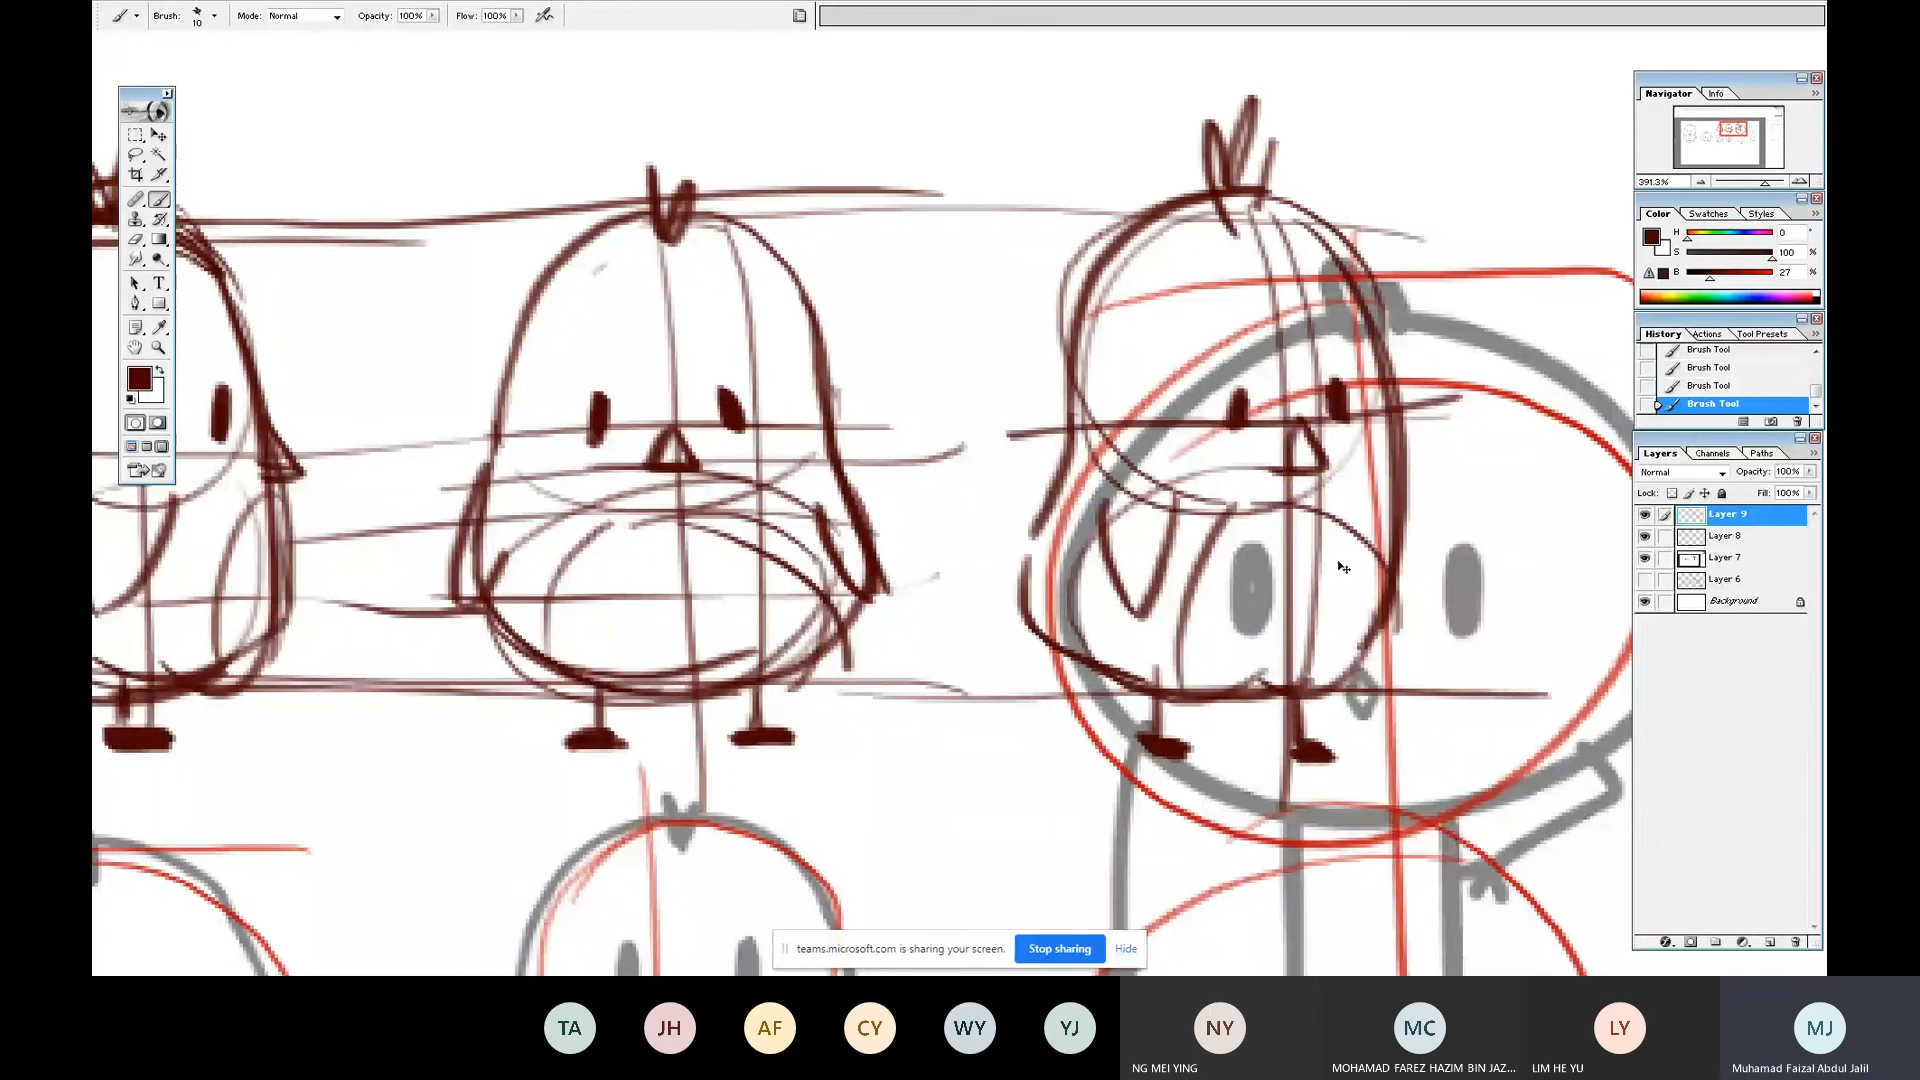 Brush: 10 Mode: Normal Opacity: 100% Flow: 100%
Navigator Info
391.3%
Color Swatches Styles
H 0 °
S 100 %
B 27 %
History Actions Tool Presets
Brush Tool
Brush Tool
Brush Tool
Brush Tool
Layers Channels Paths
Normal Opacity: 100%
Lock: Fill: 100%
Layer 9
Layer 8
Layer 7
Layer 6
Background
T
teams.microsoft.com is sharing your screen. Stop sharing Hide
TA JH AF CY WY YJ NY MC LY MJ
NG MEI YING MOHAMAD FAREZ HAZIM BIN JAZ... LIM HE YU Muhamad Faizal Abdul Jalil